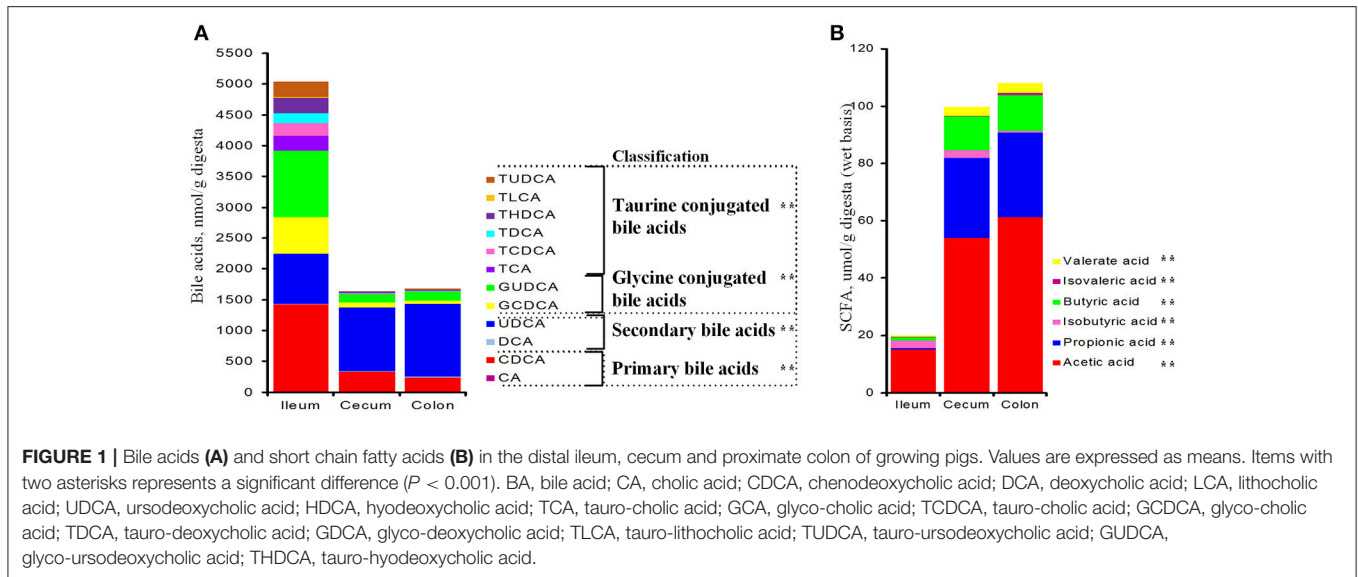 A
5500
5000
4500
4000
3500
3000
2500
2000
1500
1000
500
0
Bile acids, nmol/g digesta
Ileum Cecum Colon
Classification
TUDCA
TLCA
THDCA
TDCA
TCDCA
TCA
GUDCA
GCDCA
UDCA
DCA
CDCA
CA
Taurine conjugated **
bile acids
Glycine conjugated **
bile acids
Secondary bile acids **
Primary bile acids **
B
120
100
80
60
40
20
0
SCFA, umol/g digesta (wet basis)
Ileum Cecum Colon
Valerate acid **
Isovaleric acid **
Butyric acid **
Isobutyric acid **
Propionic acid **
Acetic acid **
FIGURE 1 | Bile acids (A) and short chain fatty acids (B) in the distal ileum, cecum and proximate colon of growing pigs. Values are expressed as means. Items with
two asterisks represents a significant difference (P < 0.001). BA, bile acid; CA, cholic acid; CDCA, chenodeoxycholic acid; DCA, deoxycholic acid; LCA, lithocholic
acid; UDCA, ursodeoxycholic acid; HDCA, hyodeoxycholic acid; TCA, tauro-cholic acid; GCA, glyco-cholic acid; TCDCA, tauro-cholic acid; GCDCA, glyco-cholic
acid; TDCA, tauro-deoxycholic acid; GDCA, glyco-deoxycholic acid; TLCA, tauro-lithocholic acid; TUDCA, tauro-ursodeoxycholic acid; GUDCA,
glyco-ursodeoxycholic acid; THDCA, tauro-hyodeoxycholic acid.